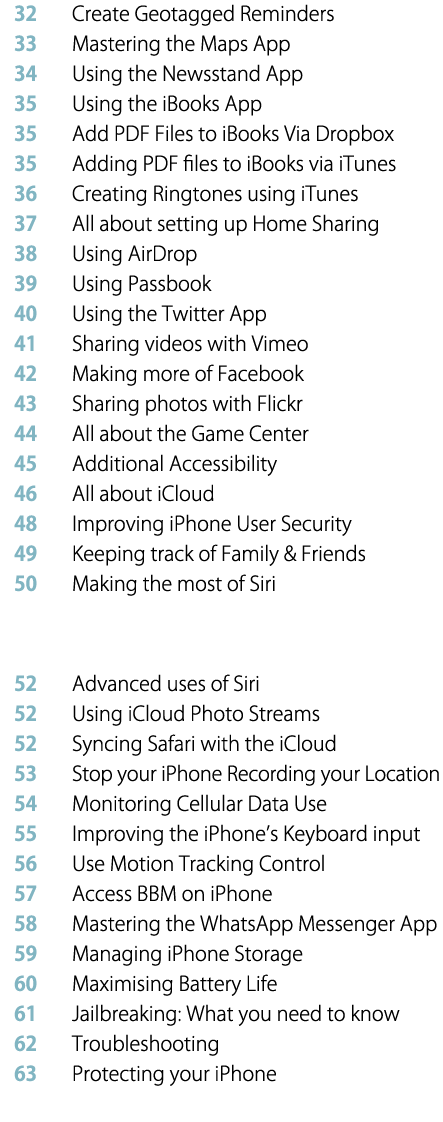 32 Create Geotagged Reminders
33 Mastering the Maps App
34 Using the Newsstand App
35 Using the iBooks App
35 Add PDF Files to iBooks Via Dropbox
35 Adding PDF files to iBooks via iTunes
36 Creating Ringtones using iTunes
37 All about setting up Home Sharing
38 Using AirDrop
39 Using Passbook
40 Using the Twitter App
41 Sharing videos with Vimeo
42 Making more of Facebook
43 Sharing photos with Flickr
44 All about the Game Center
45 Additional Accessibility
46 All about iCloud
48 Improving iPhone User Security
49 Keeping track of Family & Friends
50 Making the most of Siri
52 Advanced uses of Siri
52 Using iCloud Photo Streams
52 Syncing Safari with the iCloud
53 Stop your iPhone Recording your Location
54 Monitoring Cellular Data Use
55 Improving the iPhone’s Keyboard input
56 Use Motion Tracking Control
57 Access BBM on iPhone
58 Mastering the WhatsApp Messenger App
59 Managing iPhone Storage
60 Maximising Battery Life
61 Jailbreaking: What you need to know
62 Troubleshooting
63 Protecting your iPhone